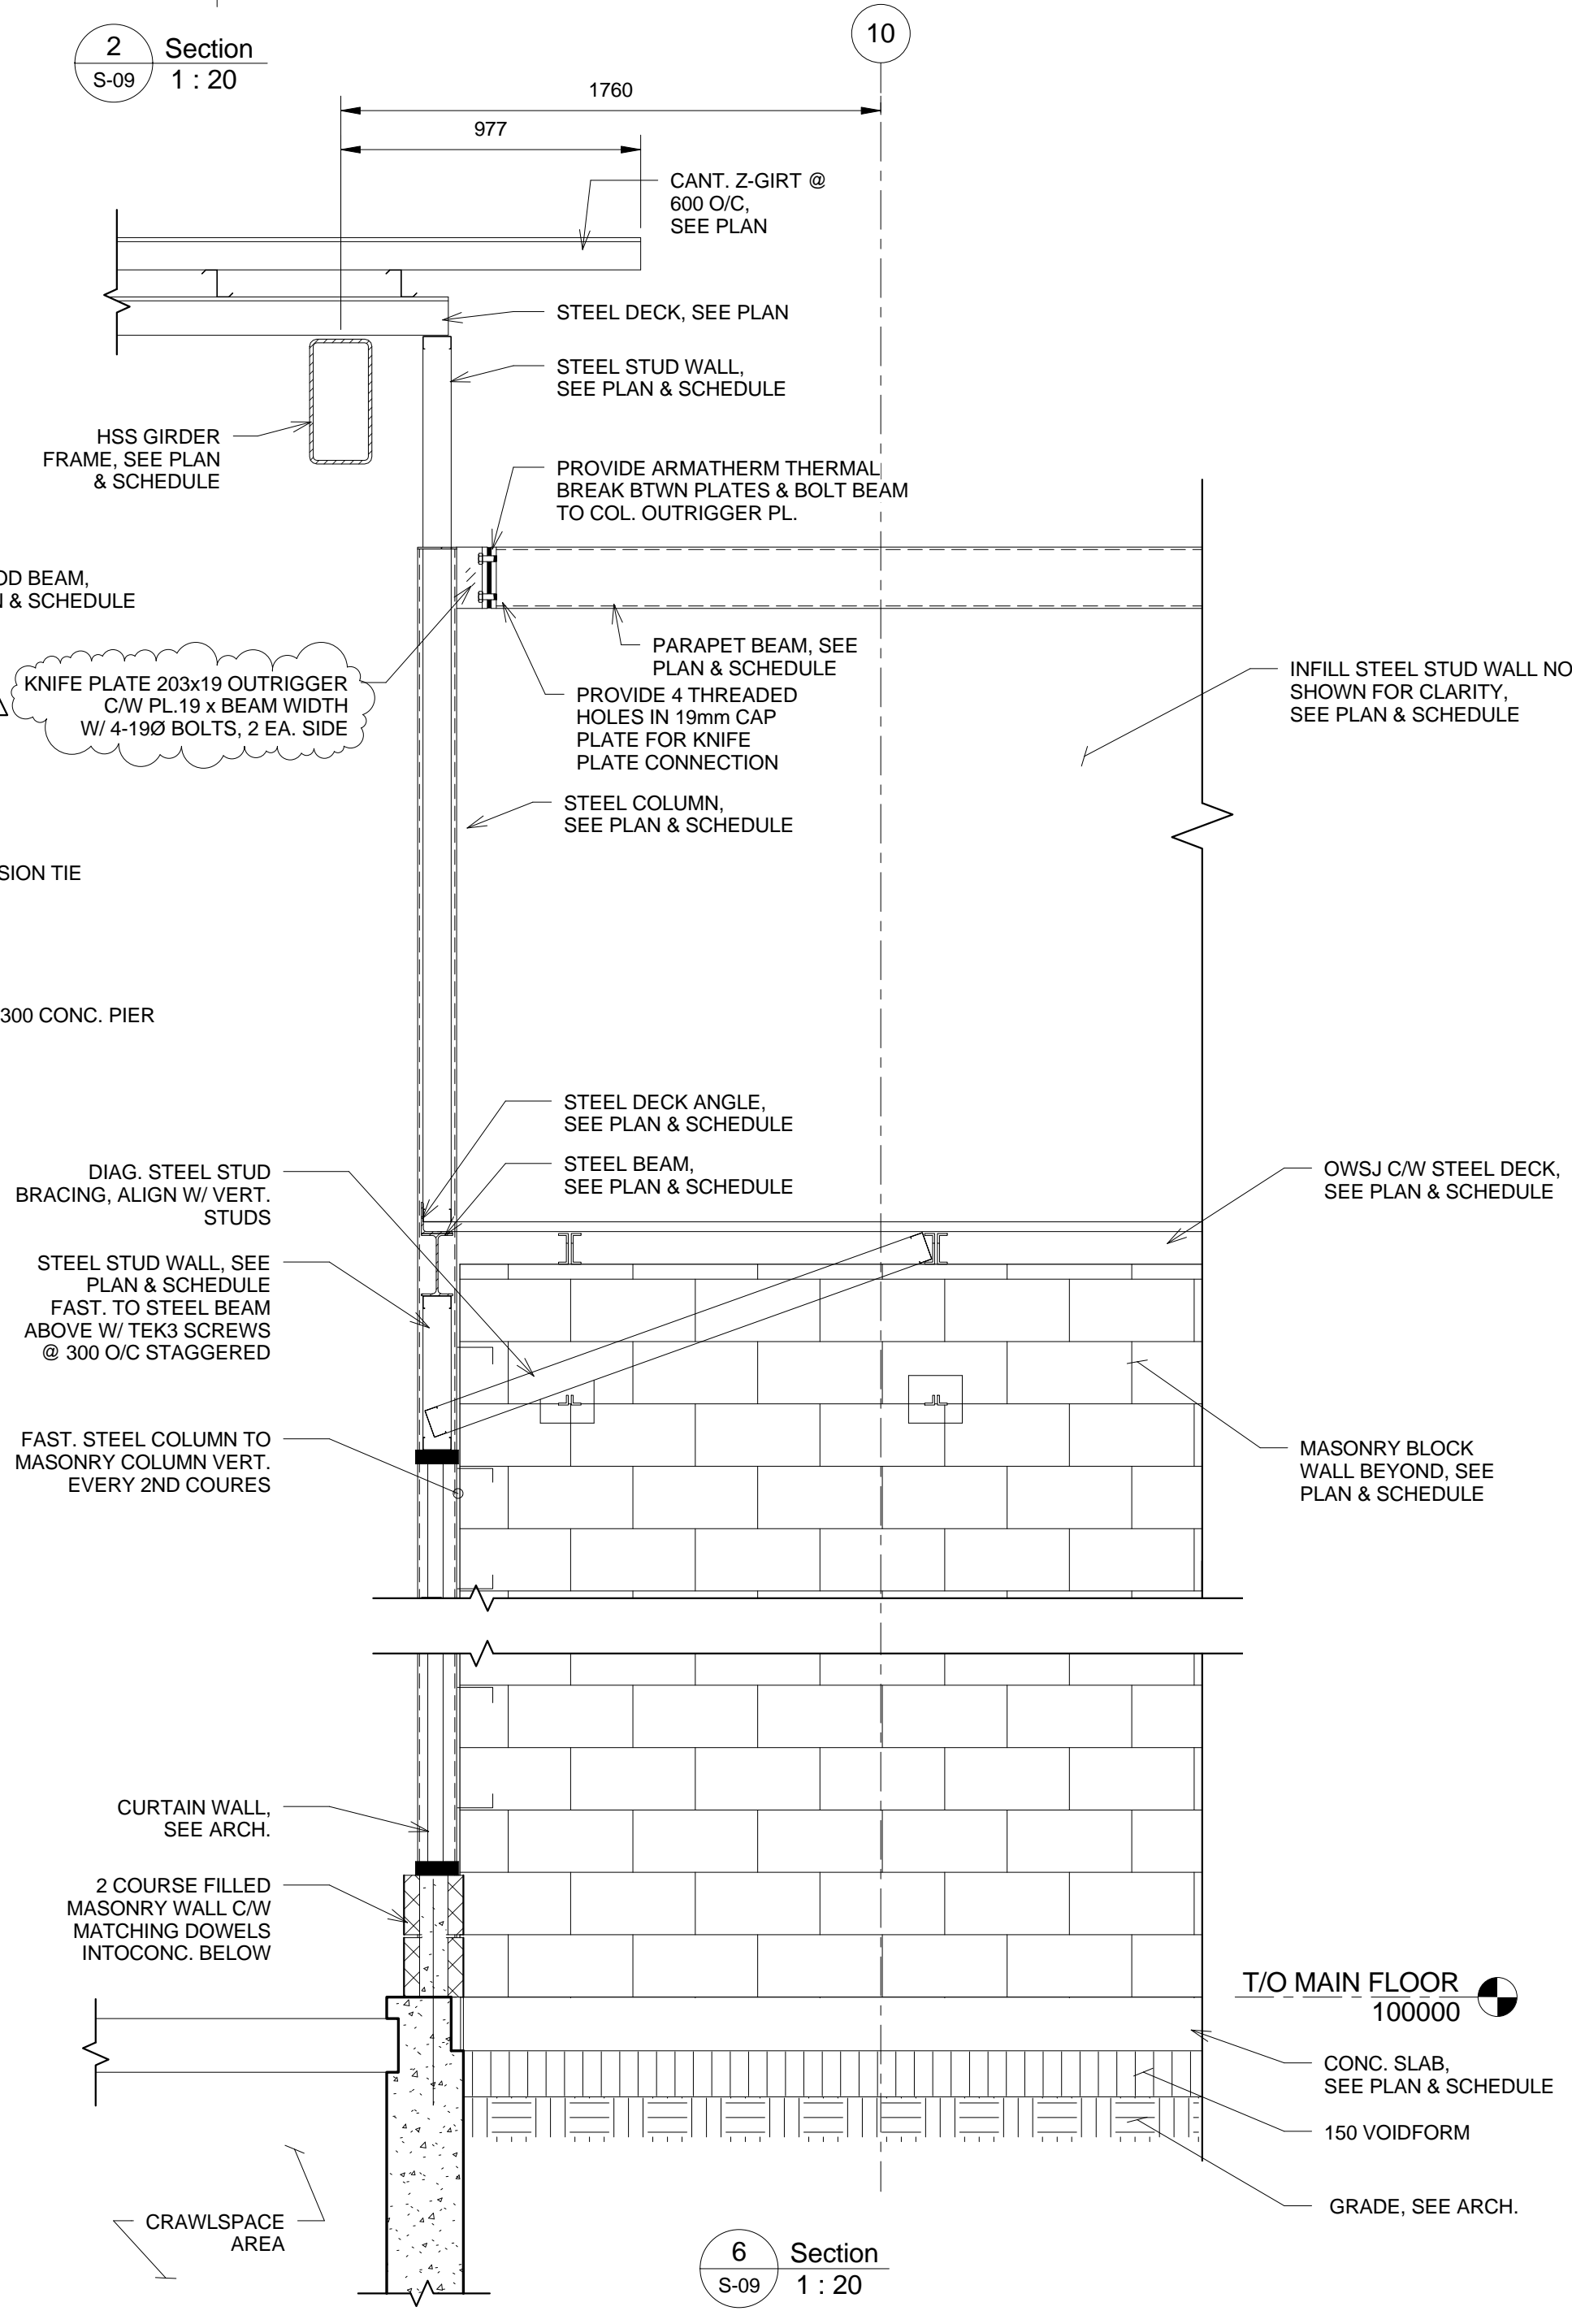 2
Section
S-09
1 : 20
10
1760
977
CANT. Z-GIRT @
600 O/C,
SEE PLAN
STEEL DECK, SEE PLAN
STEEL STUD WALL,
SEE PLAN & SCHEDULE
HSS GIRDER
FRAME, SEE PLAN
& SCHEDULE
PROVIDE ARMATHERM THERMAL
BREAK BTWN PLATES & BOLT BEAM
TO COL. OUTRIGGER PL.
OD BEAM,
& SCHEDULE
PARAPET BEAM, SEE
PLAN & SCHEDULE
KNIFE PLATE 203x19 OUTRIGGER
C/W PL.19 x BEAM WIDTH
W/ 4-19Ø BOLTS, 2 EA. SIDE
PROVIDE 4 THREADED
HOLES IN 19mm CAP
PLATE FOR KNIFE
PLATE CONNECTION
INFILL STEEL STUD WALL NO
SHOWN FOR CLARITY,
SEE PLAN & SCHEDULE
STEEL COLUMN,
SEE PLAN & SCHEDULE
SION TIE
300 CONC. PIER
STEEL DECK ANGLE,
SEE PLAN & SCHEDULE
STEEL BEAM,
SEE PLAN & SCHEDULE
DIAG. STEEL STUD
BRACING, ALIGN W/ VERT.
STUDS
OWSJ C/W STEEL DECK,
SEE PLAN & SCHEDULE
STEEL STUD WALL, SEE
PLAN & SCHEDULE
FAST. TO STEEL BEAM
ABOVE W/ TEK3 SCREWS
@ 300 O/C STAGGERED
FAST. STEEL COLUMN TO
MASONRY COLUMN VERT.
EVERY 2ND COURES
MASONRY BLOCK
WALL BEYOND, SEE
PLAN & SCHEDULE
CURTAIN WALL,
SEE ARCH.
2 COURSE FILLED
MASONRY WALL C/W
MATCHING DOWELS
INTOCONC. BELOW
T/O MAIN FLOOR
100000
CONC. SLAB,
SEE PLAN & SCHEDULE
150 VOIDFORM
GRADE, SEE ARCH.
CRAWLSPACE
AREA
6
Section
S-09
1 : 20